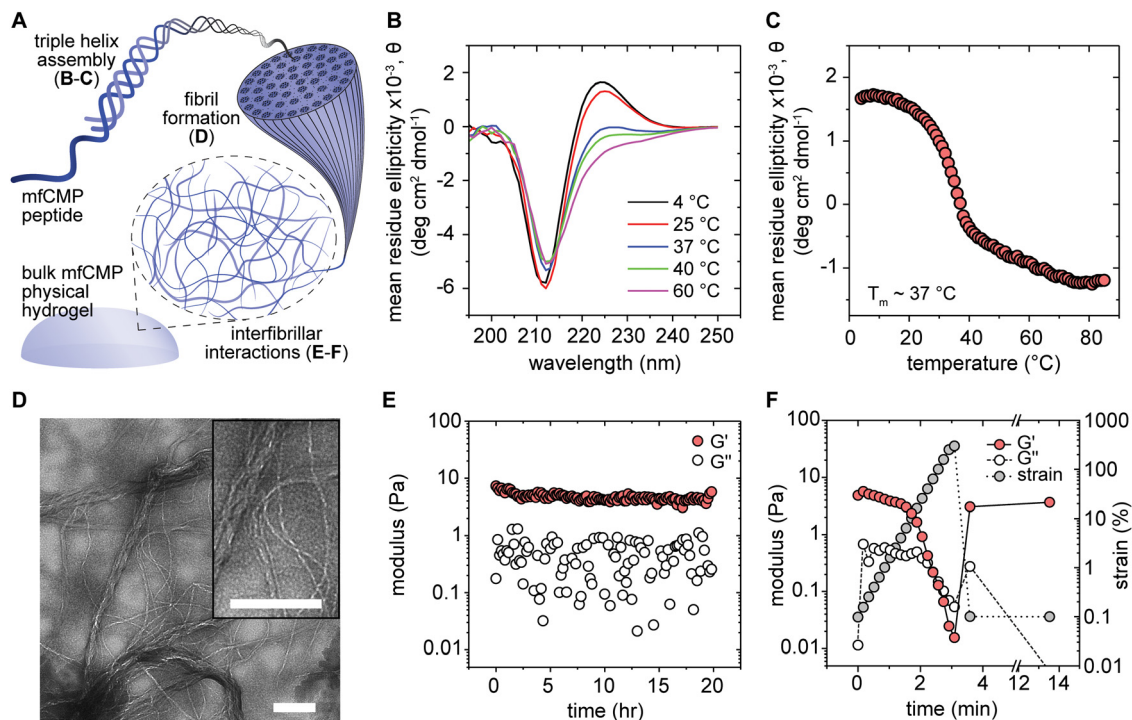 A
triple helix
assembly
(B-C)
fibril
formation
(D)
mfCMP
peptide
bulk mfCMP
physical
hydrogel
interfibrillar
interactions (E-F)
B
mean residue ellipticity x10⁻³, θ
(deg cm² dmol⁻¹)
2
0
-2
-4
-6
4 °C
25 °C
37 °C
40 °C
60 °C
200 210 220 230 240 250
wavelength (nm)
C
mean residue ellipticity x10⁻³, θ
(deg cm² dmol⁻¹)
2
1
0
-1
Tₘ ~ 37 °C
0 20 40 60 80
temperature (°C)
D
E
modulus (Pa)
100
10
1
0.1
0.01
G'
G"
0 5 10 15 20
time (hr)
F
modulus (Pa)
100
10
1
0.1
0.01
G'
G"
strain
1000
100
10
1
0.1
0.01
strain (%)
0 2 4 12 14
time (min)